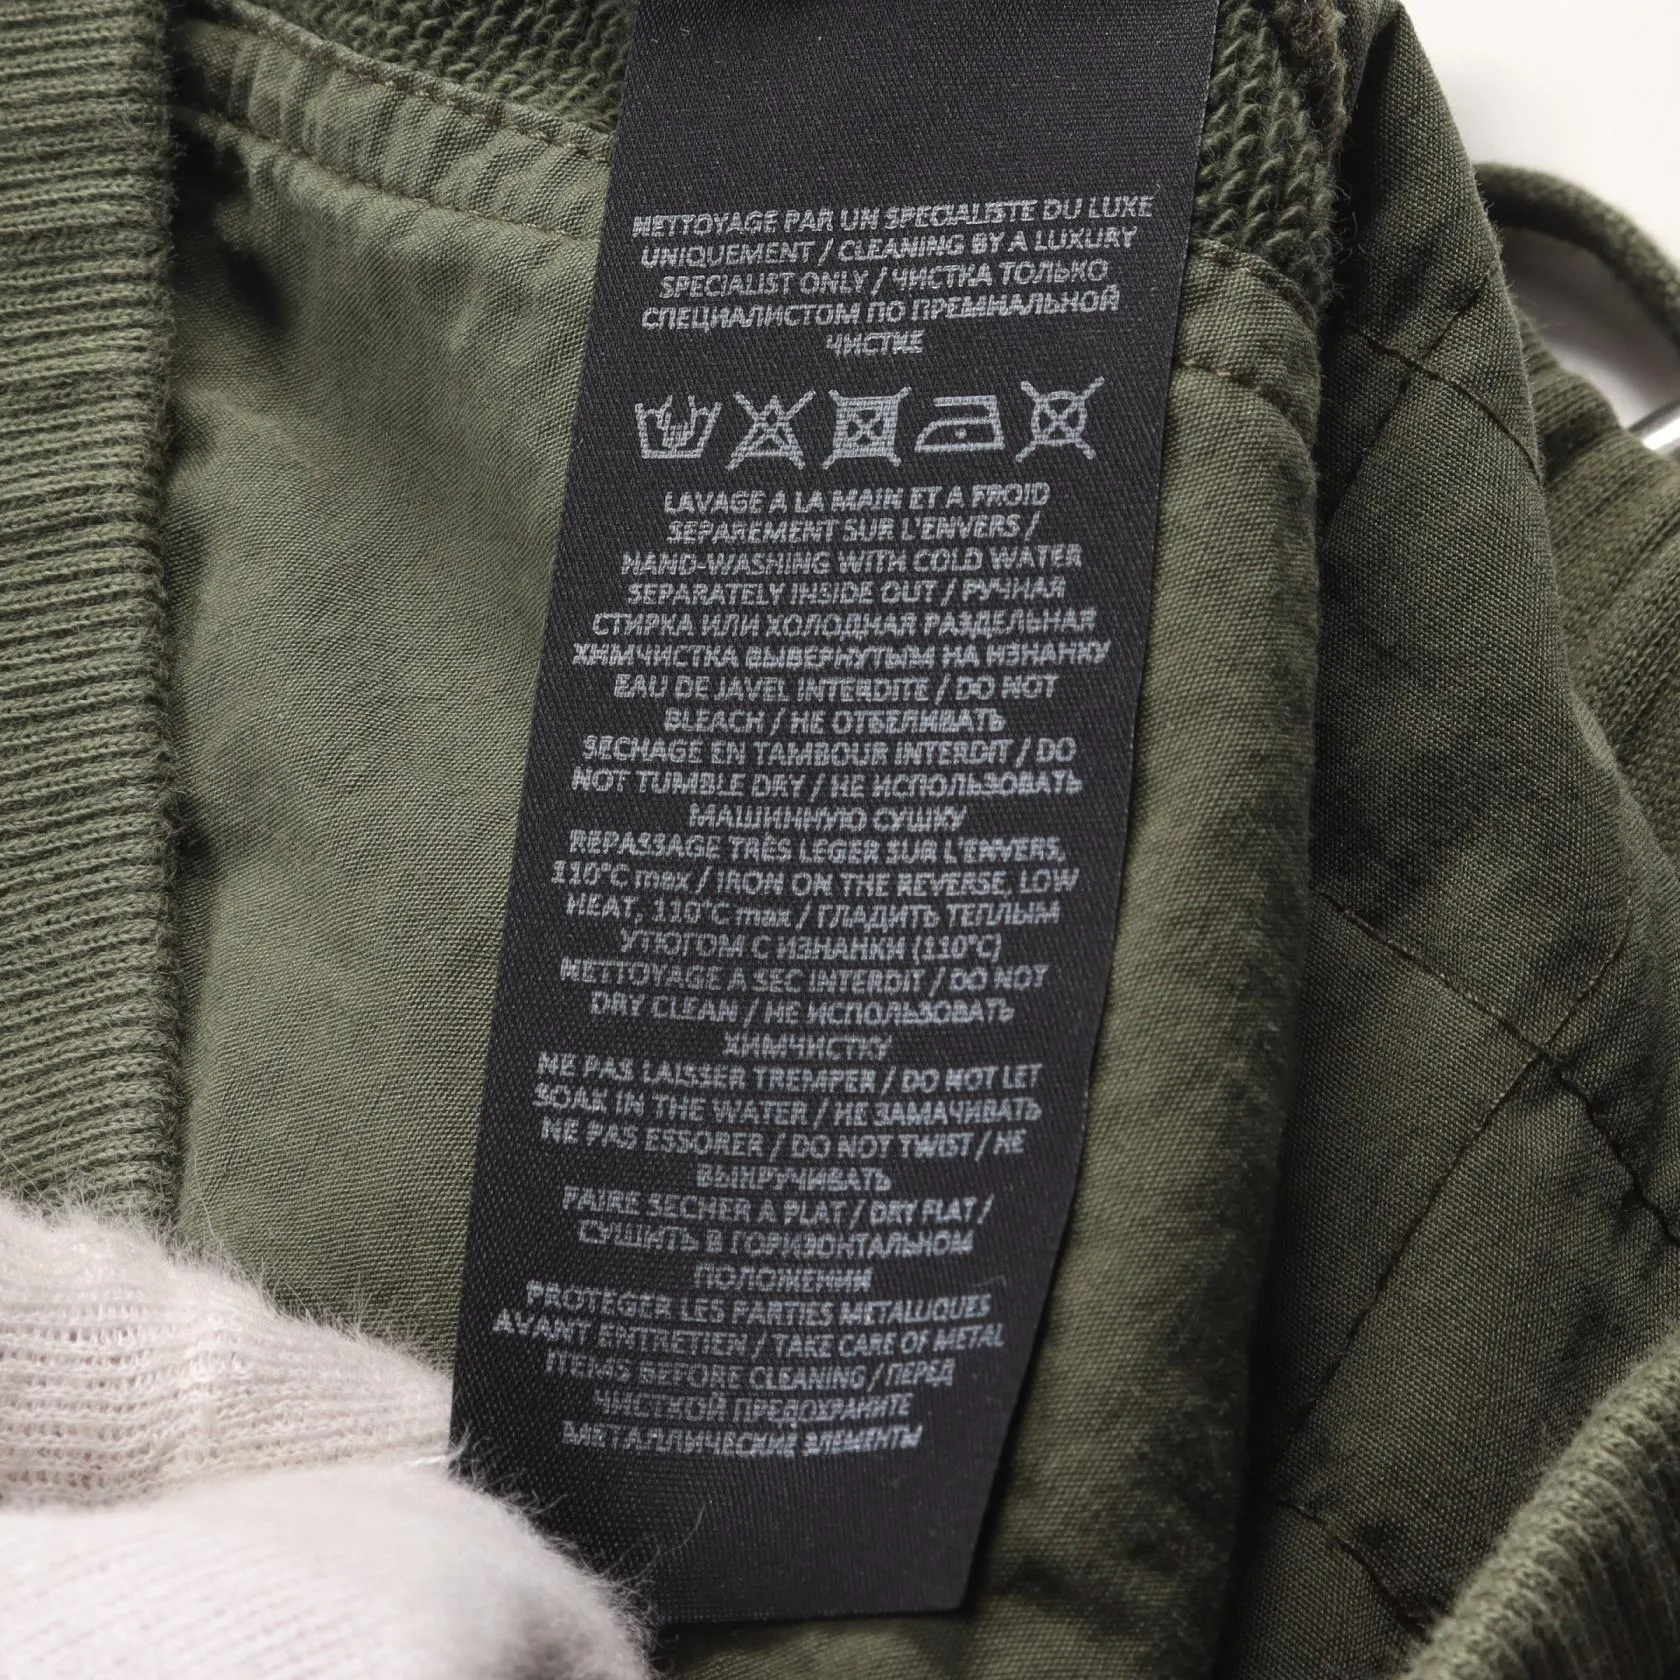 NETTOYAGE PAR UN SPECIALISTE DU LUXE
UNIQUEMENT / CLEANING BY A LUXURY
SPECIALIST ONLY / ЧИСТКА ТОЛЬКО
СПЕЦИАЛИСТОМ ПО ПРЕМИАЛЬНОЙ
ЧИСТКЕ
LAVAGE A LA MAIN ET A FROID
SEPAREMENT SUR L'ENVERS /
HAND-WASHING WITH COLD WATER
SEPARATELY INSIDE OUT / РУЧНАЯ
СТИРКА ИЛИ ХОЛОДНАЯ РАЗДЕЛЬНАЯ
ХИМЧИСТКА ВЫВЕРНУТЫМ НА ИЗНАНКУ
EAU DE JAVEL INTERDITE / DO NOT
BLEACH / НЕ ОТБЕЛИВАТЬ
SECHAGE EN TAMBOUR INTERDIT / DO
NOT TUMBLE DRY / НЕ ИСПОЛЬЗОВАТЬ
МАШИННУЮ СУШКУ
REPASSAGE TRÈS LEGER SUR L'ENVERS,
110°C max / IRON ON THE REVERSE, LOW
HEAT, 110°C max / ГЛАДИТЬ ТЕПЛЫМ
УТЮГОМ С ИЗНАНКИ (110°C)
NETTOYAGE A SEC INTERDIT / DO NOT
DRY CLEAN / НЕ ИСПОЛЬЗОВАТЬ
ХИМЧИСТКУ
NE PAS LAISSER TREMPER / DO NOT LET
SOAK IN THE WATER / НЕ ЗАМАЧИВАТЬ
NE PAS ESSORER / DO NOT TWIST / НЕ
ВЫКРУЧИВАТЬ
FAIRE SECHER A PLAT / DRY FLAT /
СУШИТЬ В ГОРИЗОНТАЛЬНОМ
ПОЛОЖЕНИИ
PROTEGER LES PARTIES METALLIQUES
AVANT ENTRETIEN / TAKE CARE OF METAL
ITEMS BEFORE CLEANING / ПЕРЕД
ЧИСТКОЙ ПРЕДОХРАНИТЕ
МЕТАЛЛИЧЕСКИЕ ЭЛЕМЕНТЫ